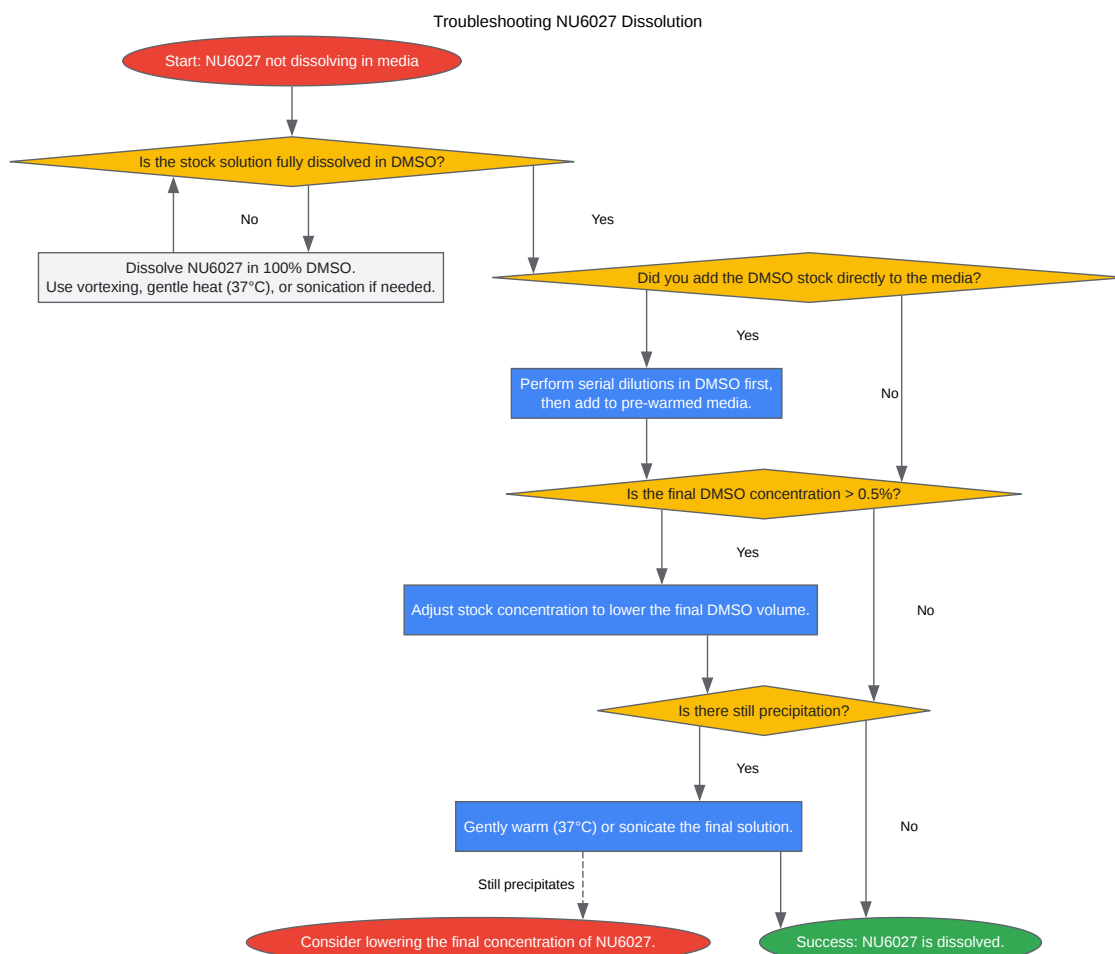 Troubleshooting NU6027 Dissolution
Start: NU6027 not dissolving in media
Is the stock solution fully dissolved in DMSO?
No
Yes
Dissolve NU6027 in 100% DMSO.
Use vortexing, gentle heat (37°C), or sonication if needed.
Did you add the DMSO stock directly to the media?
Yes
No
Perform serial dilutions in DMSO first,
then add to pre-warmed media.
Is the final DMSO concentration > 0.5%?
Yes
No
Adjust stock concentration to lower the final DMSO volume.
Is there still precipitation?
Yes
No
Gently warm (37°C) or sonicate the final solution.
Still precipitates
Consider lowering the final concentration of NU6027.
Success: NU6027 is dissolved.